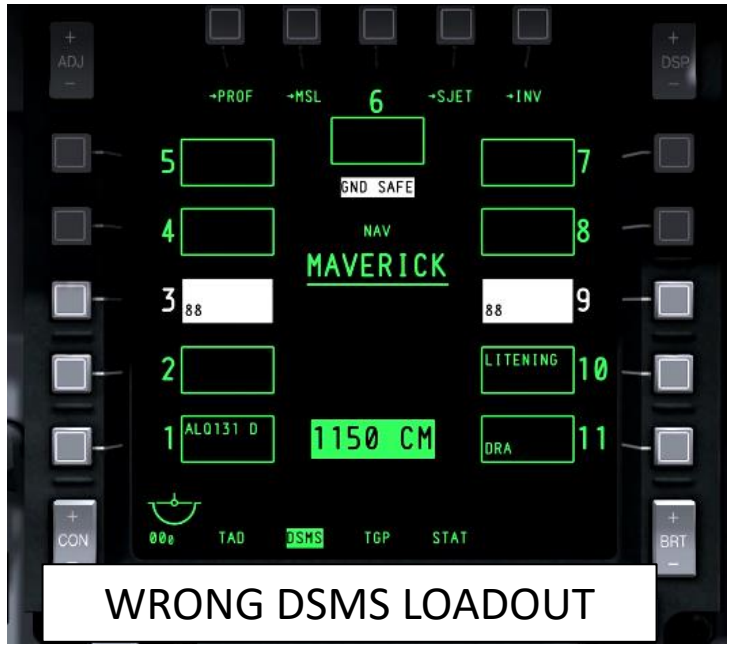 + ADJ -
+ DSP -
→PROF →MSL 6 →SJET →INV
5 7
GND SAFE
4 NAV 8
MAVERICK
3 88 88 9
2 LITENING 10
1 ALQ131 D 1150 CM DRA 11
+ CON -
000 TAD DSMS TGP STAT
+ BRT -
WRONG DSMS LOADOUT